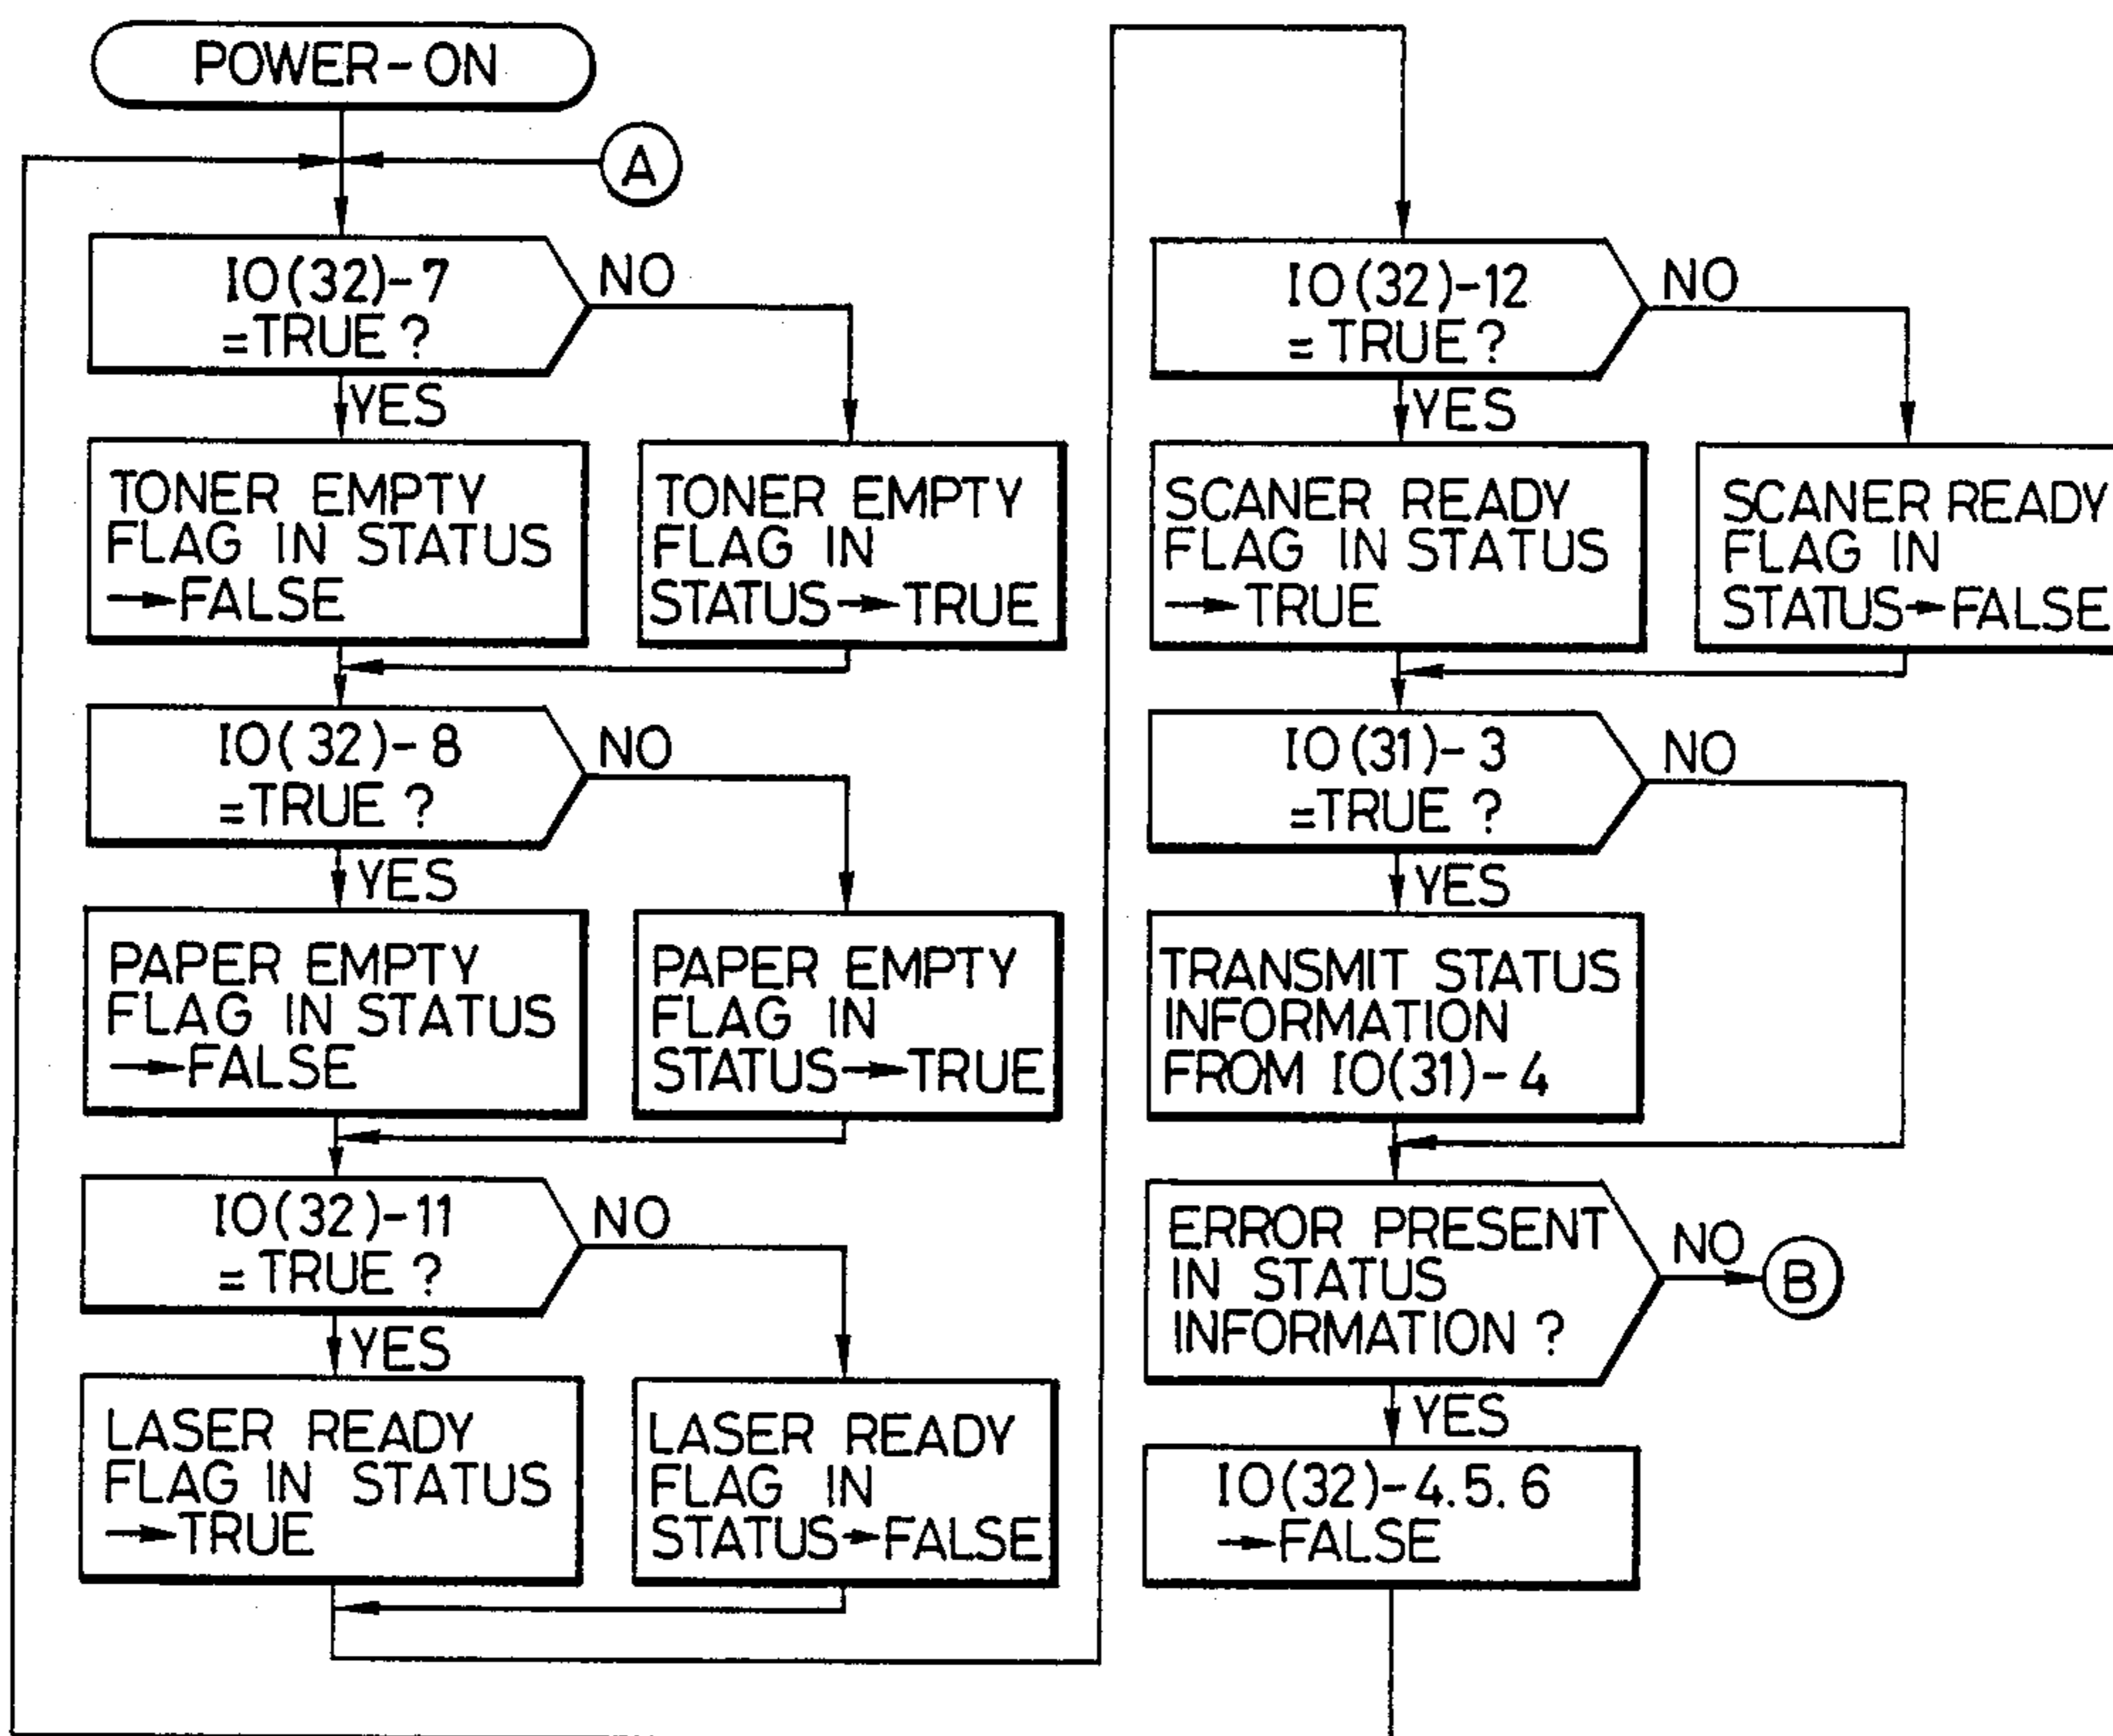 POWER-ON
A
IO(32)-7
=TRUE?
NO
YES
TONER EMPTY
FLAG IN STATUS
→FALSE
TONER EMPTY
FLAG IN
STATUS→TRUE
IO(32)-8
=TRUE?
NO
YES
PAPER EMPTY
FLAG IN STATUS
→FALSE
PAPER EMPTY
FLAG IN
STATUS→TRUE
IO(32)-11
=TRUE?
NO
YES
LASER READY
FLAG IN STATUS
→TRUE
LASER READY
FLAG IN
STATUS→FALSE
IO(32)-12
=TRUE?
NO
YES
SCANER READY
FLAG IN STATUS
→TRUE
SCANER READY
FLAG IN
STATUS→FALSE
IO(31)-3
=TRUE?
NO
YES
TRANSMIT STATUS
INFORMATION
FROM IO(31)-4
ERROR PRESENT
IN STATUS
INFORMATION?
NO
B
YES
IO(32)-4.5.6
→FALSE